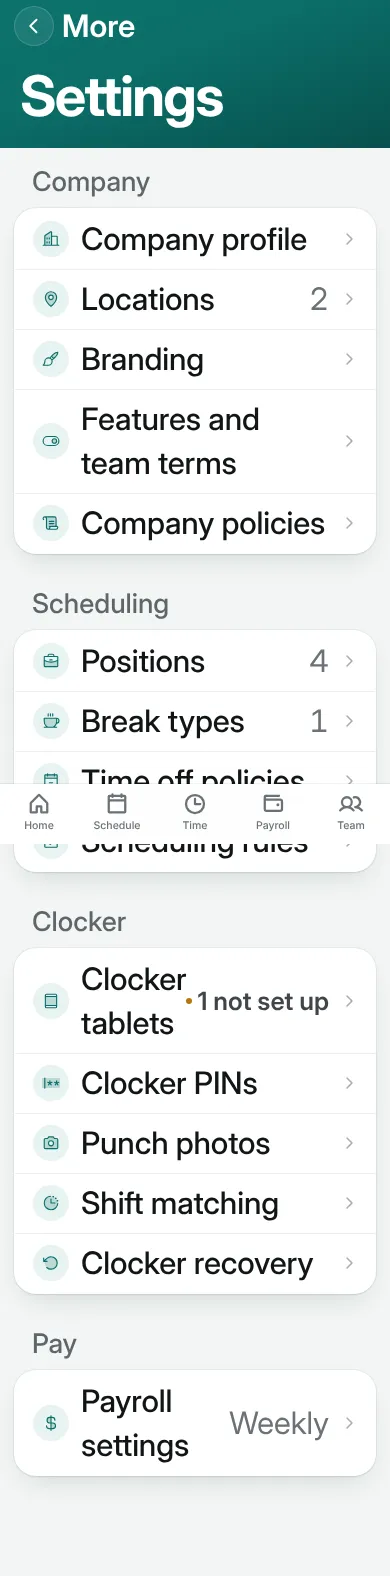 More
Settings
Company
Company profile
Locations 2
Branding
Features and
team terms
Company policies
Scheduling
Positions 4
Break types 1
Time off policies
Home Schedule Time Payroll Team
Scheduling rules
Clocker
Clocker
tablets
1 not set up
Clocker PINs
Punch photos
Shift matching
Clocker recovery
Pay
Payroll
settings
Weekly